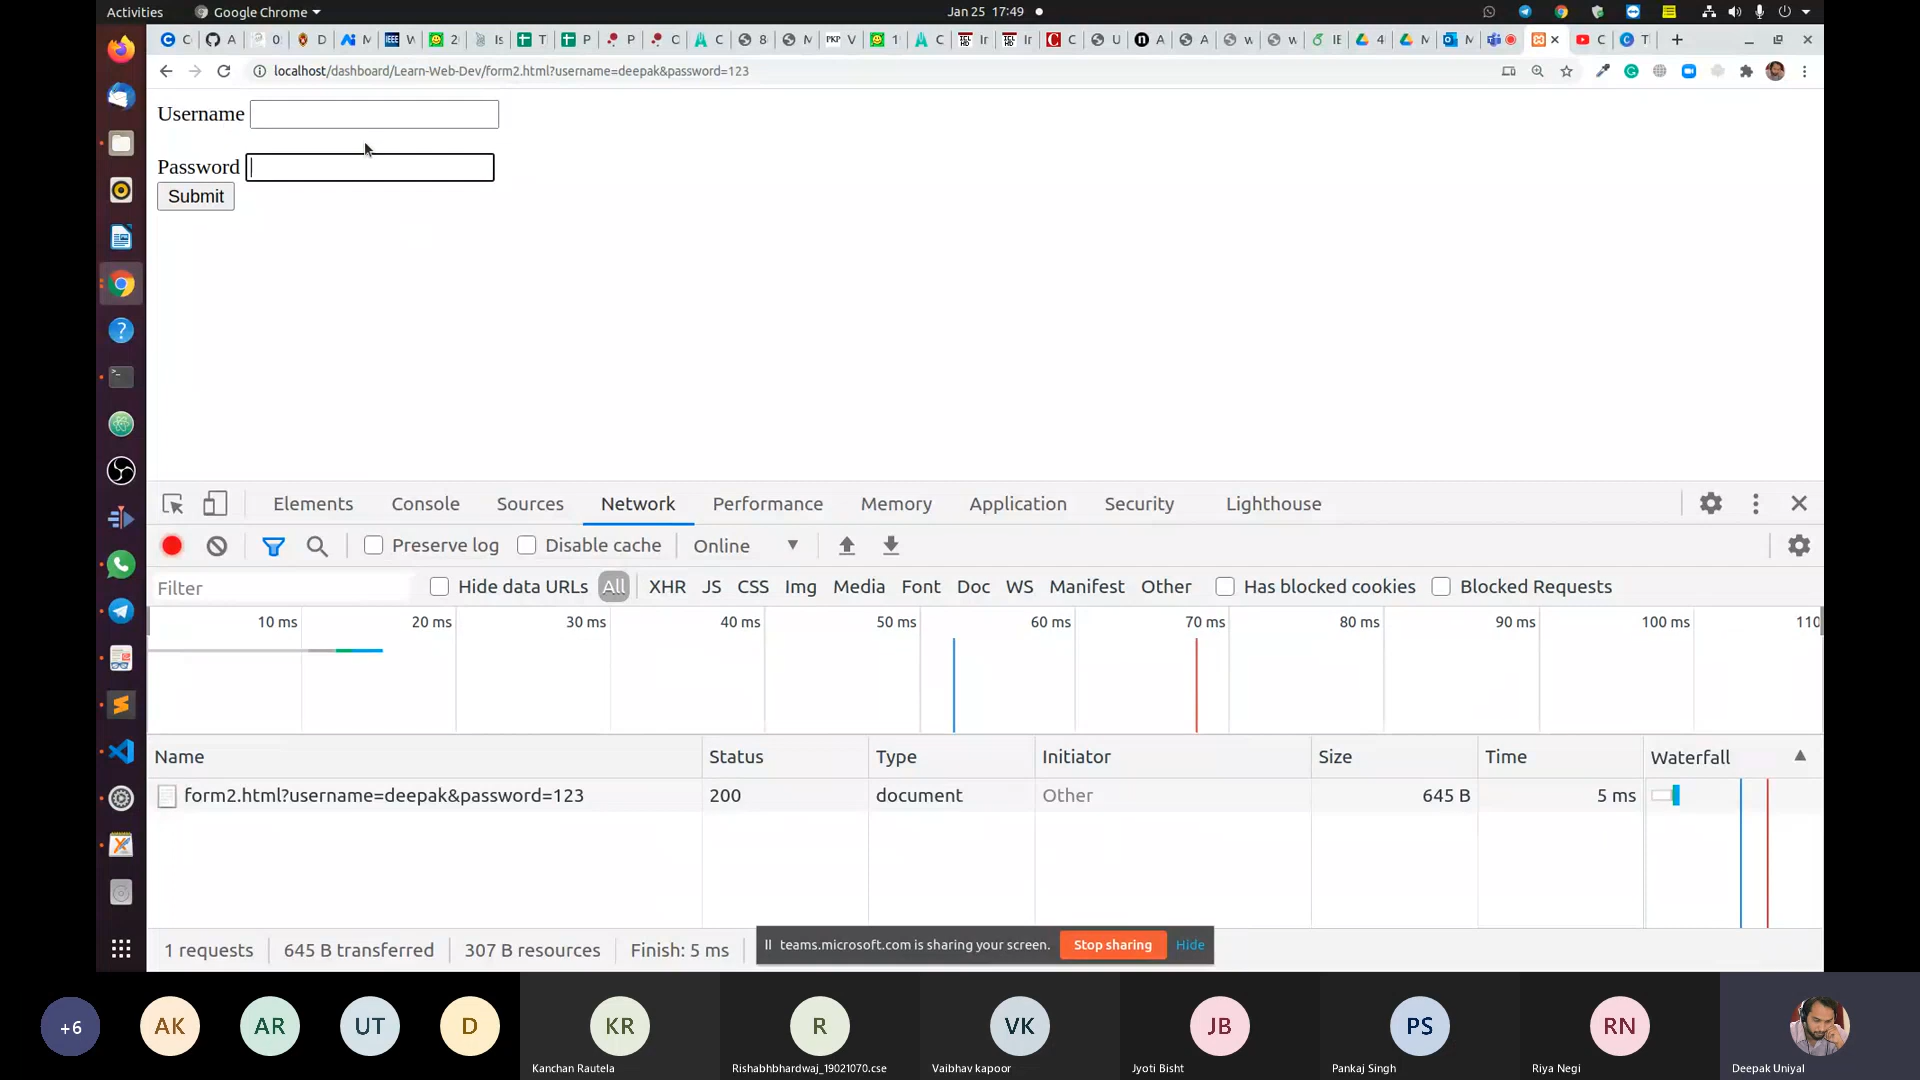 Activities
Google Chrome
Jan 25 17:49
localhost/dashboard/Learn-Web-Dev/form2.html?username=deepak&password=123
Username
Password
Submit
Elements
Console
Sources
Network
Performance
Memory
Application
Security
Lighthouse
Preserve log
Disable cache
Online
Filter
Hide data URLs
All
XHR
JS
CSS
Img
Media
Font
Doc
WS
Manifest
Other
Has blocked cookies
Blocked Requests
10 ms
20 ms
30 ms
40 ms
50 ms
60 ms
70 ms
80 ms
90 ms
100 ms
110
Name
Status
Type
Initiator
Size
Time
Waterfall
form2.html?username=deepak&password=123
200
document
Other
645 B
5 ms
1 requests
645 B transferred
307 B resources
Finish: 5 ms
teams.microsoft.com is sharing your screen.
Stop sharing
Hide
+6
AK
AR
UT
D
KR
R
VK
JB
PS
RN
Kanchan Rautela
Rishabhbhardwaj_19021070.cse
Vaibhav kapoor
Jyoti Bisht
Pankaj Singh
Riya Negi
Deepak Uniyal